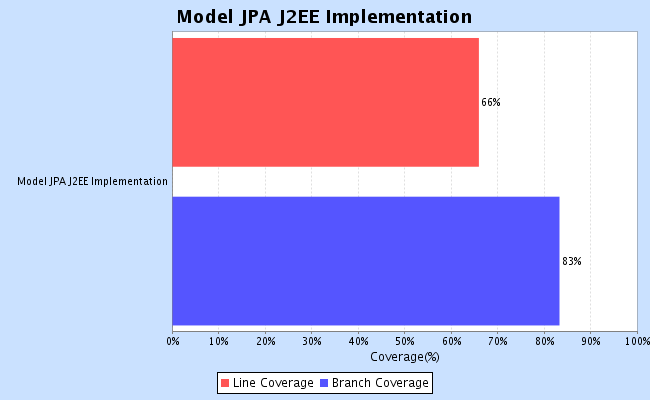 Model JPA J2EE Implementation
66%
Model JPA J2EE Implementation
83%
0% 10% 20% 30% 40% 50% 60% 70% 80% 90% 100%
Coverage(%)
Line Coverage Branch Coverage